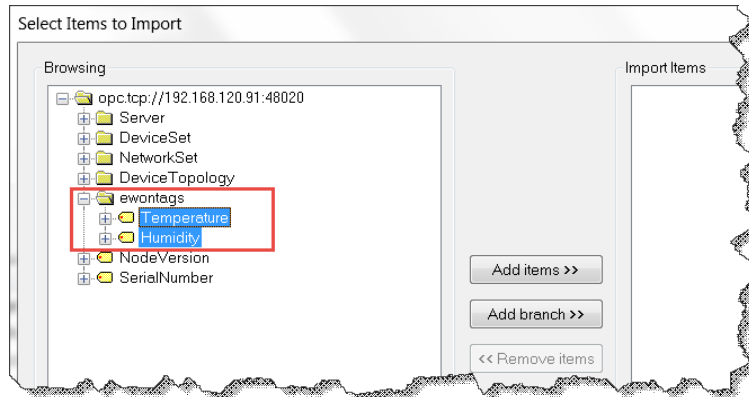 Select Items to Import
Browsing
Import Items
opc.tcp://192.168.120.91:48020
Server
DeviceSet
NetworkSet
DeviceTopology
ewontags
Temperature
Humidity
NodeVersion
SerialNumber
Add items >>
Add branch >>
<< Remove items